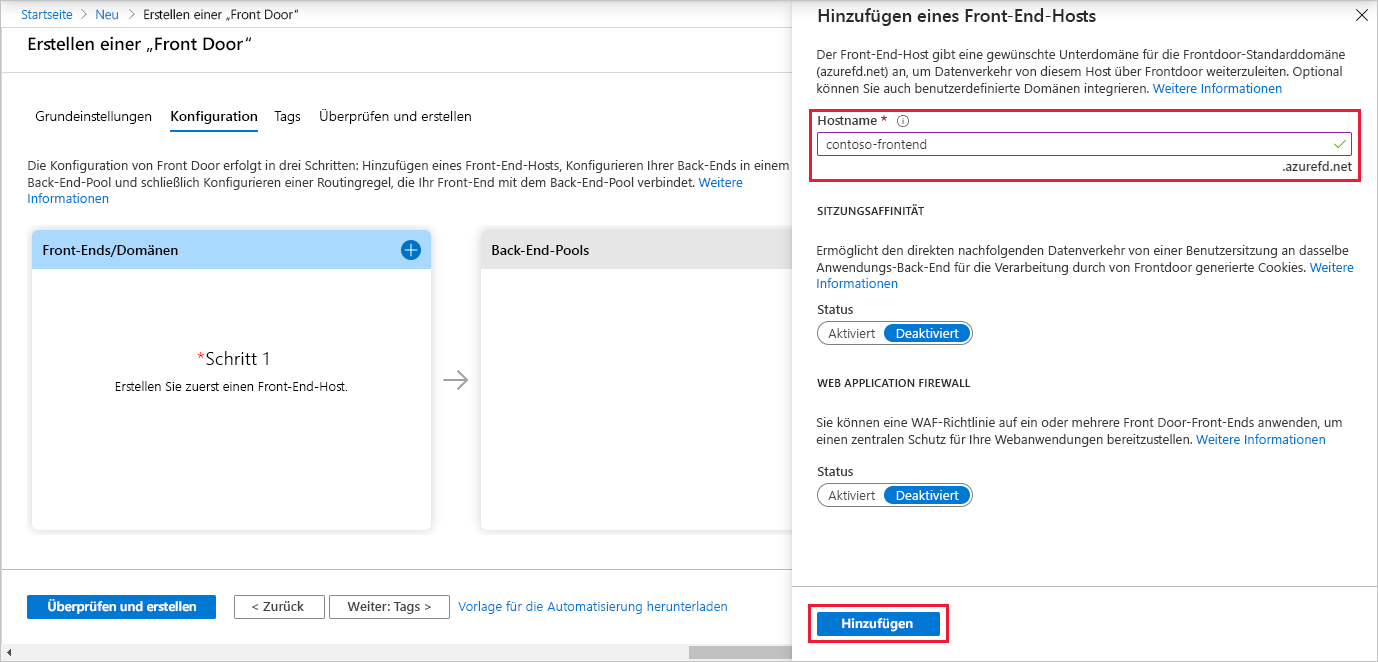 Startseite > Neu > Erstellen einer „Front Door“
Erstellen einer „Front Door“
Grundeinstellungen Konfiguration Tags Überprüfen und erstellen
Die Konfiguration von Front Door erfolgt in drei Schritten: Hinzufügen eines Front-End-Hosts, Konfigurieren Ihrer Back-Ends in einem
Back-End-Pool und schließlich Konfigurieren einer Routingregel, die Ihr Front-End mit dem Back-End-Pool verbindet. Weitere
Informationen
Front-Ends/Domänen
*Schritt 1
Erstellen Sie zuerst einen Front-End-Host.
Back-End-Pools
Überprüfen und erstellen
< Zurück
Weiter: Tags >
Vorlage für die Automatisierung herunterladen
Hinzufügen eines Front-End-Hosts
Der Front-End-Host gibt eine gewünschte Unterdomäne für die Frontdoor-Standarddomäne
(azurefd.net) an, um Datenverkehr von diesem Host über Frontdoor weiterzuleiten. Optional
können Sie auch benutzerdefinierte Domänen integrieren. Weitere Informationen
Hostname *
contoso-frontend
.azurefd.net
SITZUNGSAFFINITÄT
Ermöglicht den direkten nachfolgenden Datenverkehr von einer Benutzersitzung an dasselbe
Anwendungs-Back-End für die Verarbeitung durch von Frontdoor generierte Cookies. Weitere
Informationen
Status
Aktiviert Deaktiviert
WEB APPLICATION FIREWALL
Sie können eine WAF-Richtlinie auf ein oder mehrere Front Door-Front-Ends anwenden, um
einen zentralen Schutz für Ihre Webanwendungen bereitzustellen. Weitere Informationen
Status
Aktiviert Deaktiviert
Hinzufügen